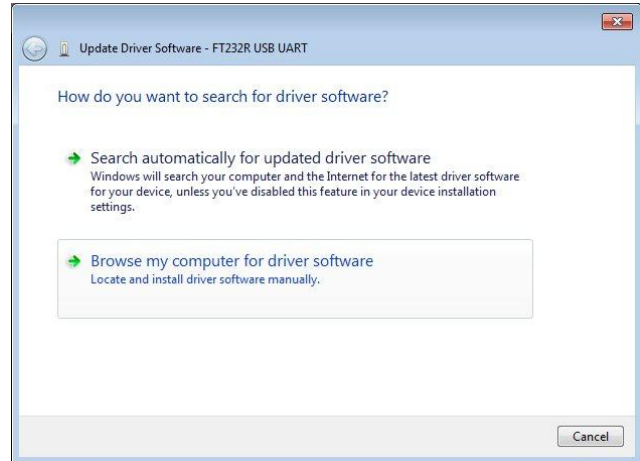 Update Driver Software - FT232R USB UART
How do you want to search for driver software?
Search automatically for updated driver software
Windows will search your computer and the Internet for the latest driver software
for your device, unless you've disabled this feature in your device installation
settings.
Browse my computer for driver software
Locate and install driver software manually.
Cancel